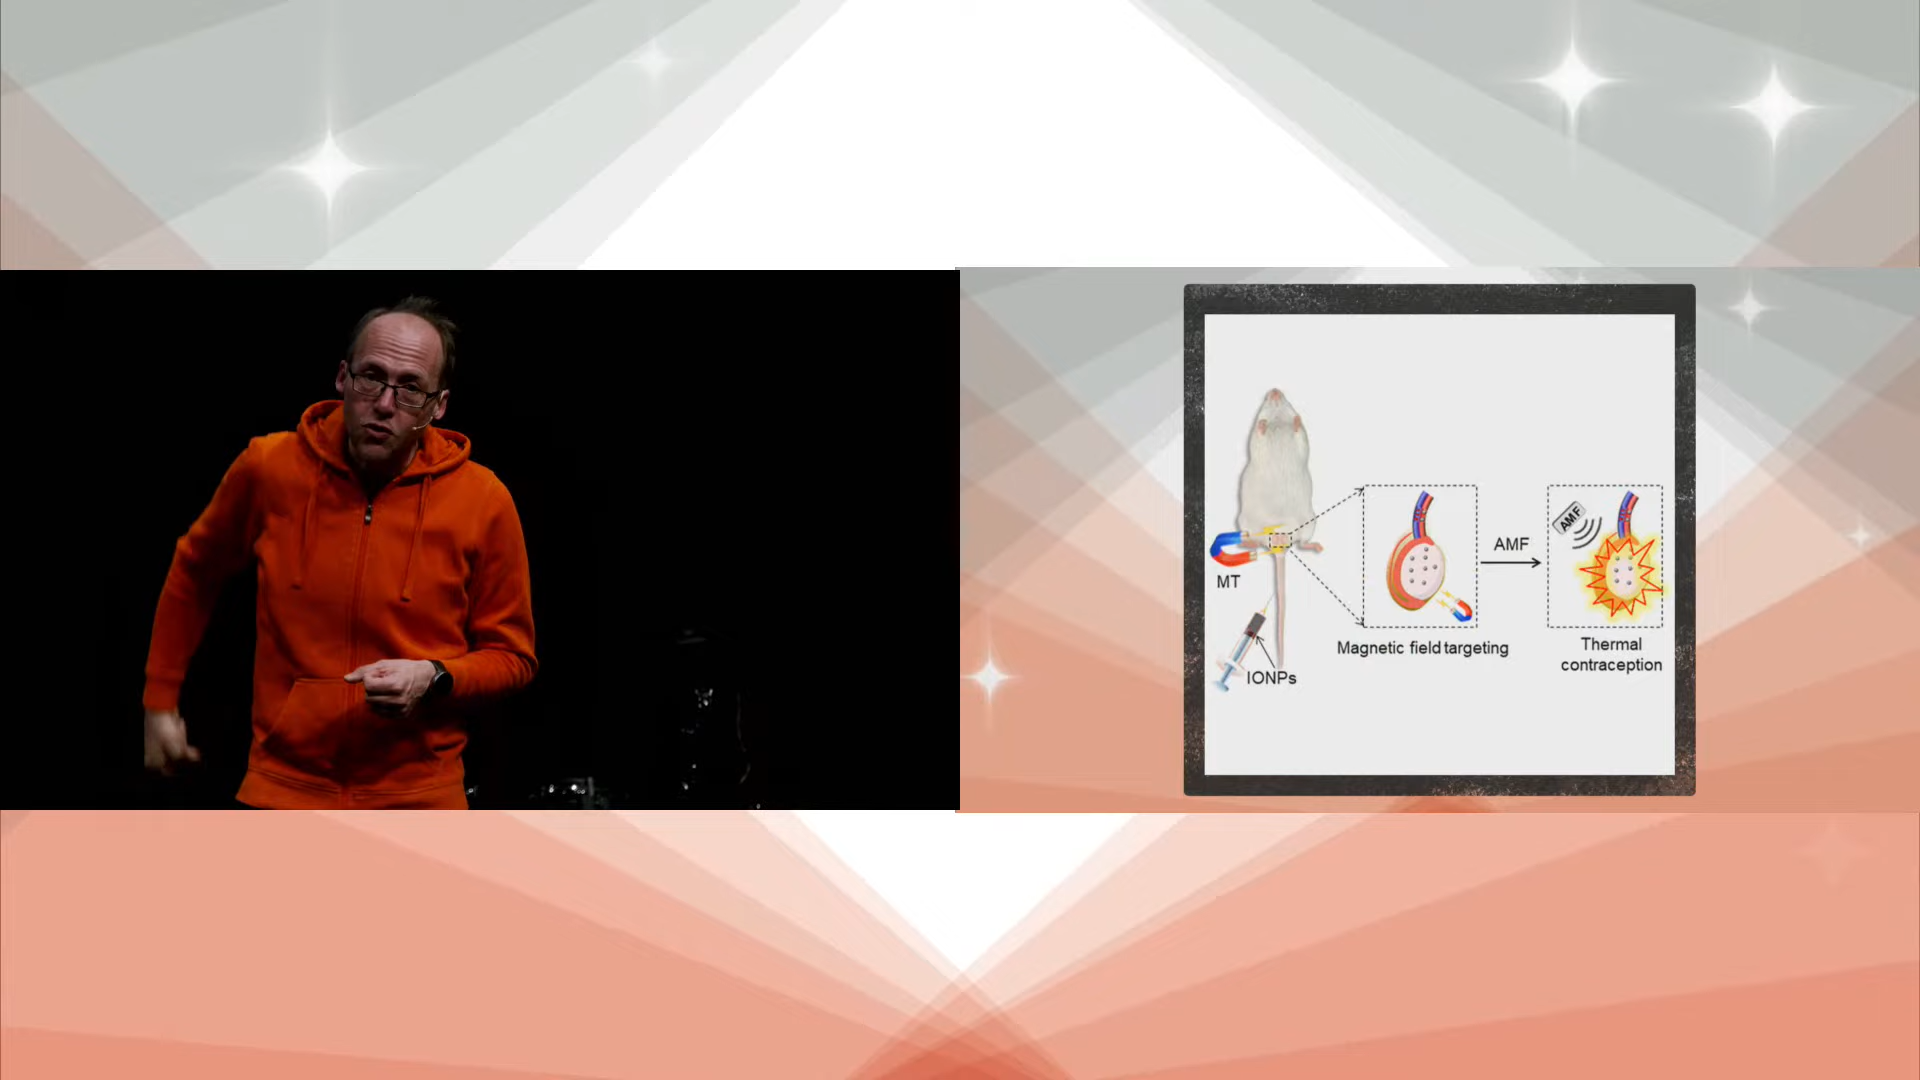 MT
IONPs
Magnetic field targeting
AMF
AMF
Thermal
contraception